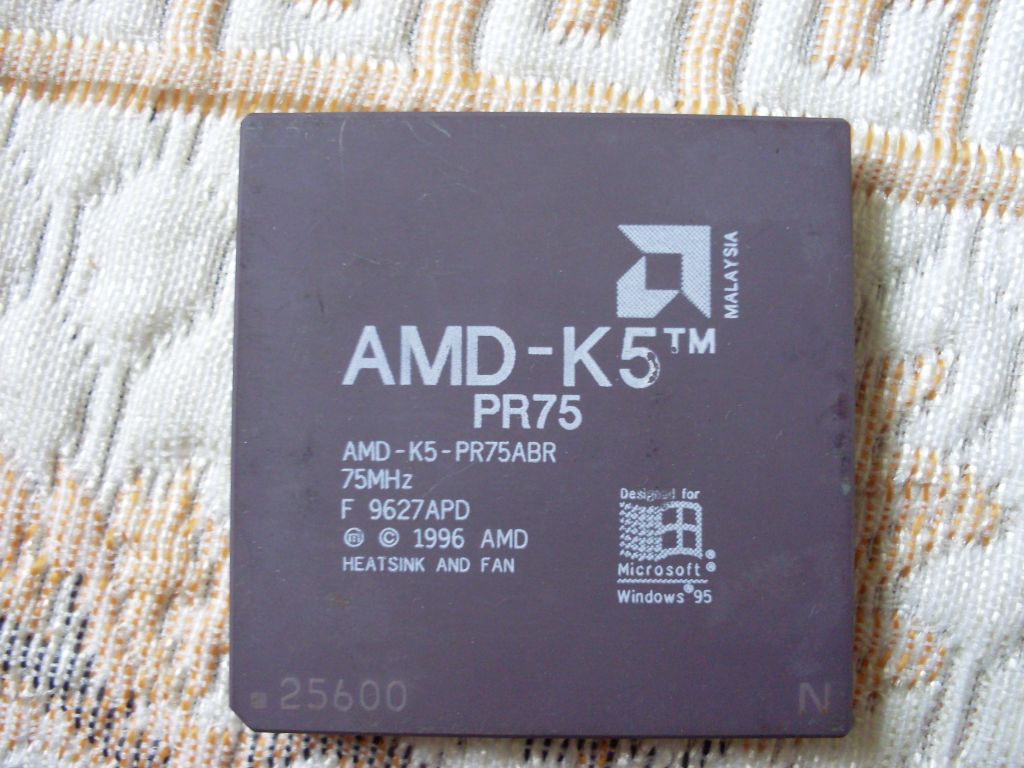 MALAYSIA
AMD-K5™
PR75
AMD-K5-PR75ABR
75MHz
F 9627APD
ⓜ © 1996 AMD
HEATSINK AND FAN
Designed for
Microsoft®
Windows®95
25600
N